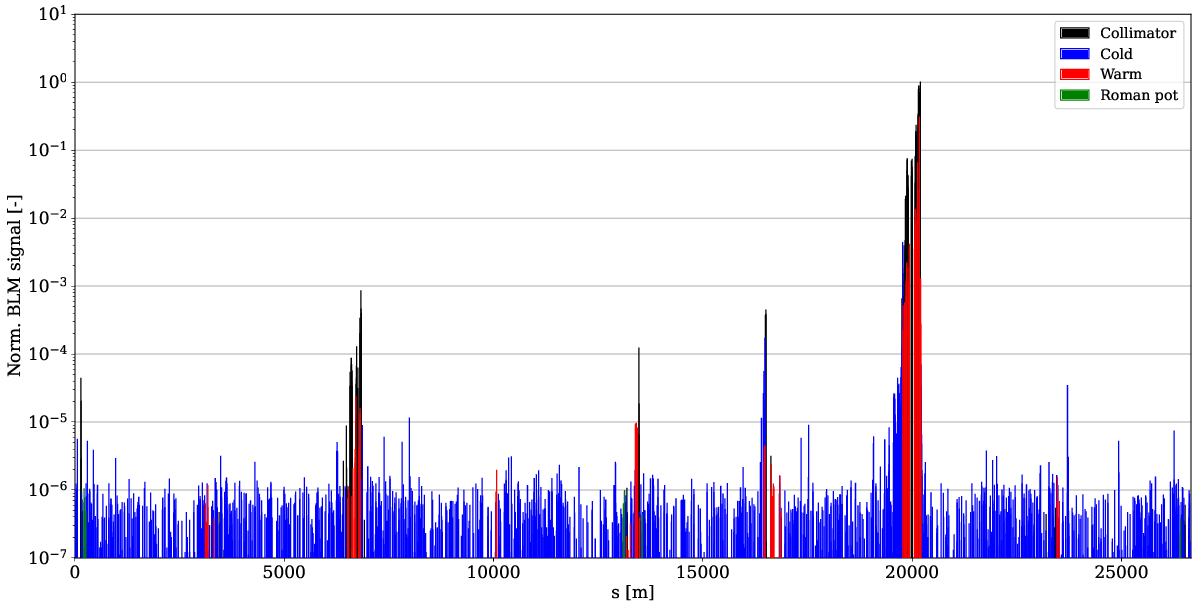 Norm. BLM signal [-]
10¹
10⁰
10⁻¹
10⁻²
10⁻³
10⁻⁴
10⁻⁵
10⁻⁶
10⁻⁷
Collimator
Cold
Warm
Roman pot
0 5000 10000 15000 20000 25000
s [m]